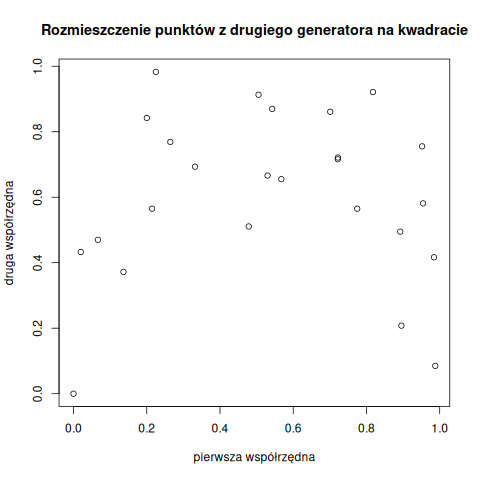 Rozmieszczenie punktów z drugiego generatora na kwadracie
druga współrzędna
1.0
0.8
0.6
0.4
0.2
0.0
0.0 0.2 0.4 0.6 0.8 1.0
pierwsza współrzędna